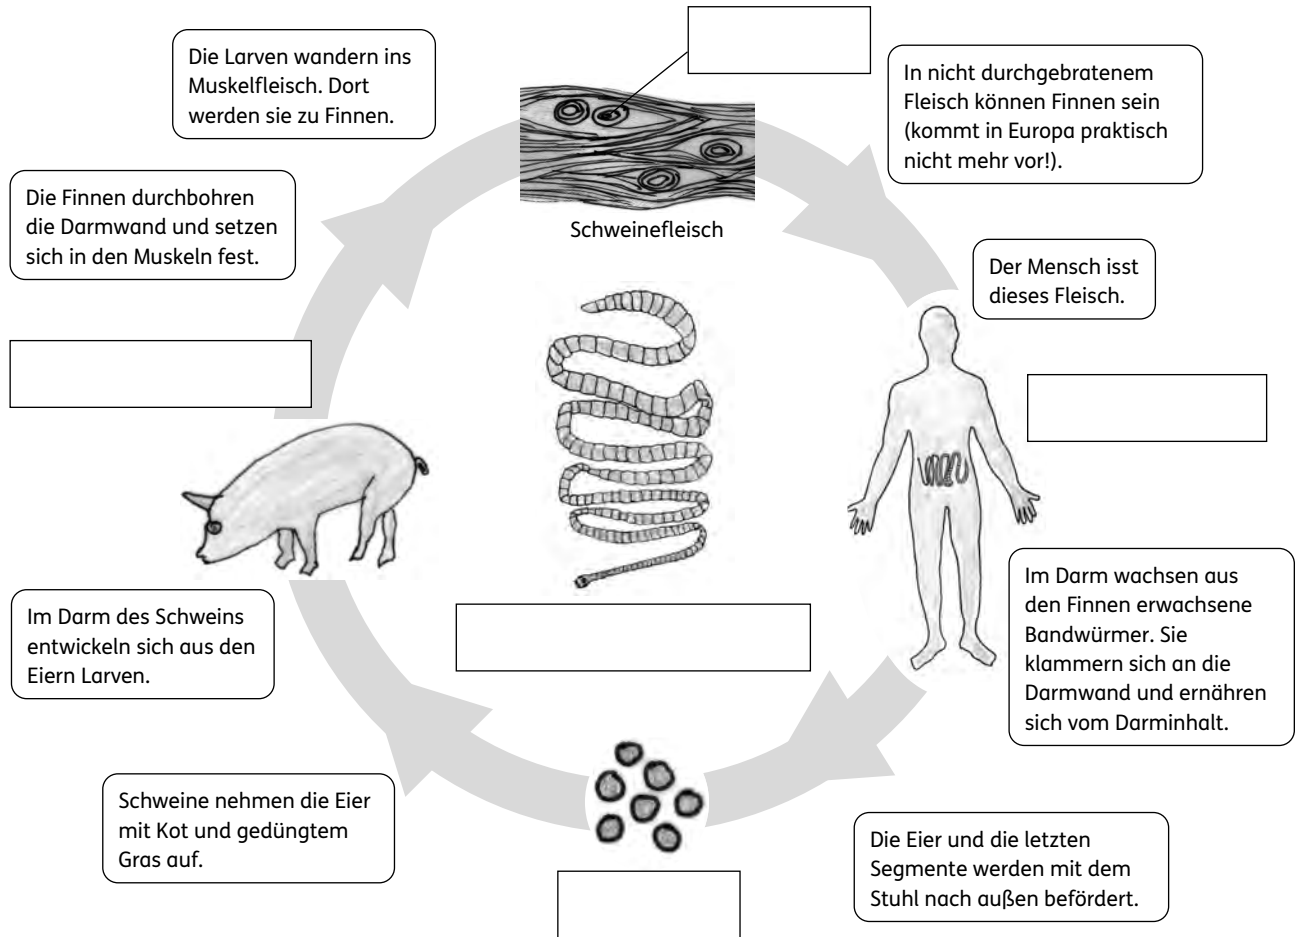 Die Larven wandern ins
Muskelfleisch. Dort
werden sie zu Finnen.
In nicht durchgebratenem
Fleisch können Finnen sein
(kommt in Europa praktisch
nicht mehr vor!).
Die Finnen durchbohren
die Darmwand und setzen
sich in den Muskeln fest.
Schweinefleisch
Der Mensch isst
dieses Fleisch.
Im Darm wachsen aus
den Finnen erwachsene
Bandwürmer. Sie
klammern sich an die
Darmwand und ernähren
sich vom Darminhalt.
Im Darm des Schweins
entwickeln sich aus den
Eiern Larven.
Schweine nehmen die Eier
mit Kot und gedüngtem
Gras auf.
Die Eier und die letzten
Segmente werden mit dem
Stuhl nach außen befördert.